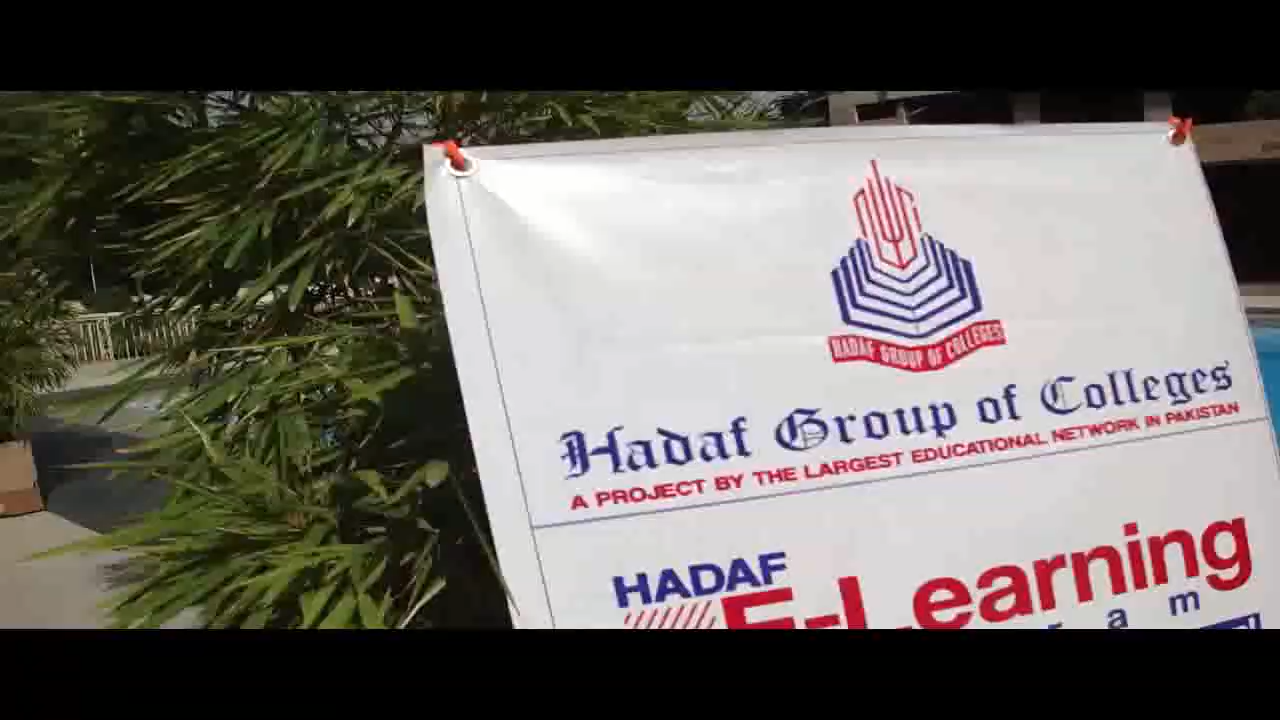 HADAF GROUP OF COLLEGES
Hadaf Group of Colleges
A PROJECT BY THE LARGEST EDUCATIONAL NETWORK IN PAKISTAN
HADAF
E-Learning